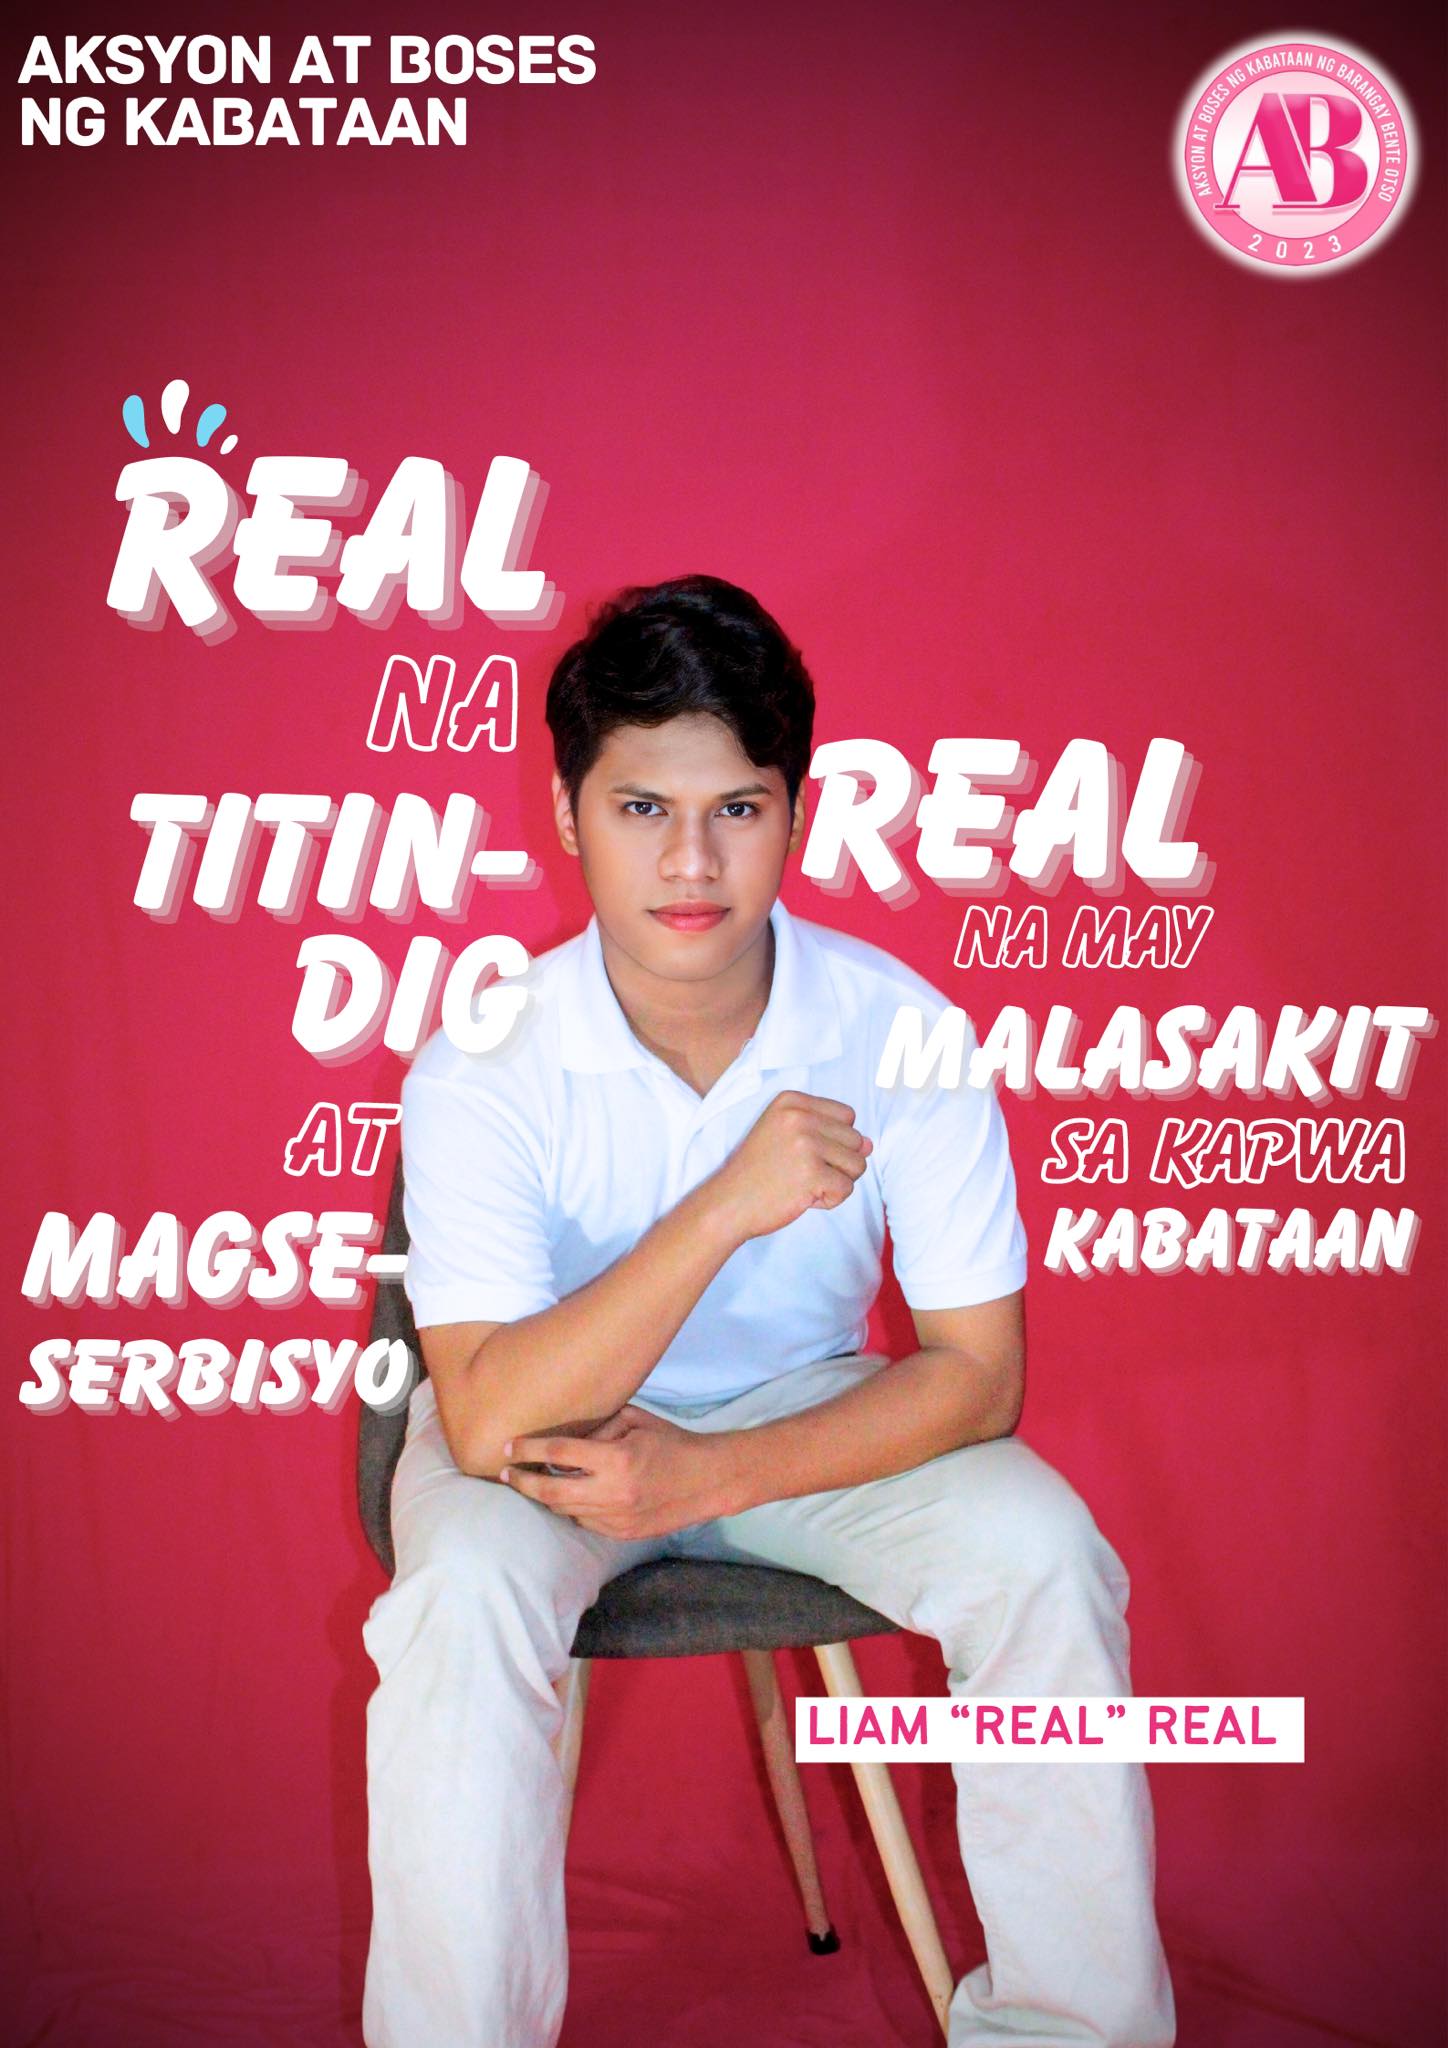 AKSYON AT BOSES
NG KABATAAN
AKSYON AT BOSES NG KABATAAN NG BARANGAY BENTE OTSO
AB
2023
REAL
NA
TITIN-
DIG
AT
MAGSE-
SERBISYO
REAL
NA MAY
MALASAKIT
SA KAPWA
KABATAAN
LIAM “REAL” REAL